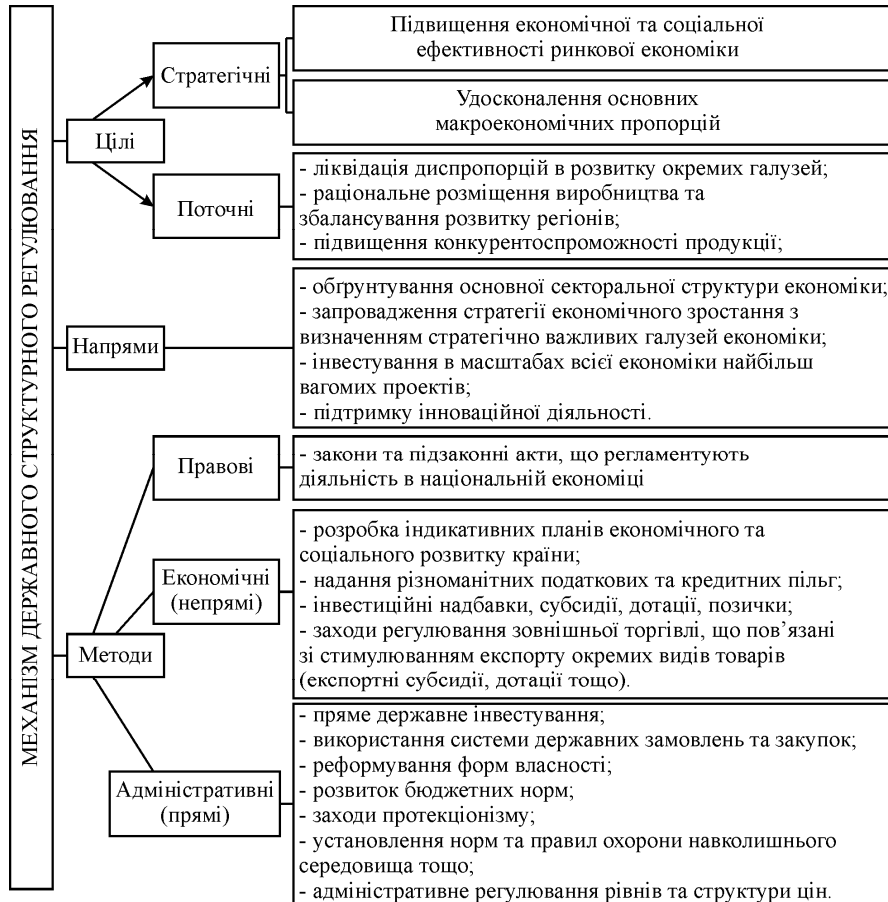 МЕХАНІЗМ ДЕРЖАВНОГО СТРУКТУРНОГО РЕГУЛЮВАННЯ
Цілі
Стратегічні
Підвищення економічної та соціальної
ефективності ринкової економіки
Удосконалення основних
макроекономічних пропорцій
Поточні
- ліквідація диспропорцій в розвитку окремих галузей;
- раціональне розміщення виробництва та
збалансування розвитку регіонів;
- підвищення конкурентоспроможності продукції;
Напрями
- обґрунтування основної секторальної структури економіки;
- запровадження стратегії економічного зростання з
визначенням стратегічно важливих галузей економіки;
- інвестування в масштабах всієї економіки найбільш
вагомих проектів;
- підтримку інноваційної діяльності.
Методи
Правові
- закони та підзаконні акти, що регламентують
діяльність в національній економіці
Економічні
(непрямі)
- розробка індикативних планів економічного та
соціального розвитку країни;
- надання різноманітних податкових та кредитних пільг;
- інвестиційні надбавки, субсидії, дотації, позички;
- заходи регулювання зовнішньої торгівлі, що пов’язані
зі стимулюванням експорту окремих видів товарів
(експортні субсидії, дотації тощо).
Адміністративні
(прямі)
- пряме державне інвестування;
- використання системи державних замовлень та закупок;
- реформування форм власності;
- розвиток бюджетних норм;
- заходи протекціонізму;
- установлення норм та правил охорони навколишнього
середовища тощо;
- адміністративне регулювання рівнів та структури цін.